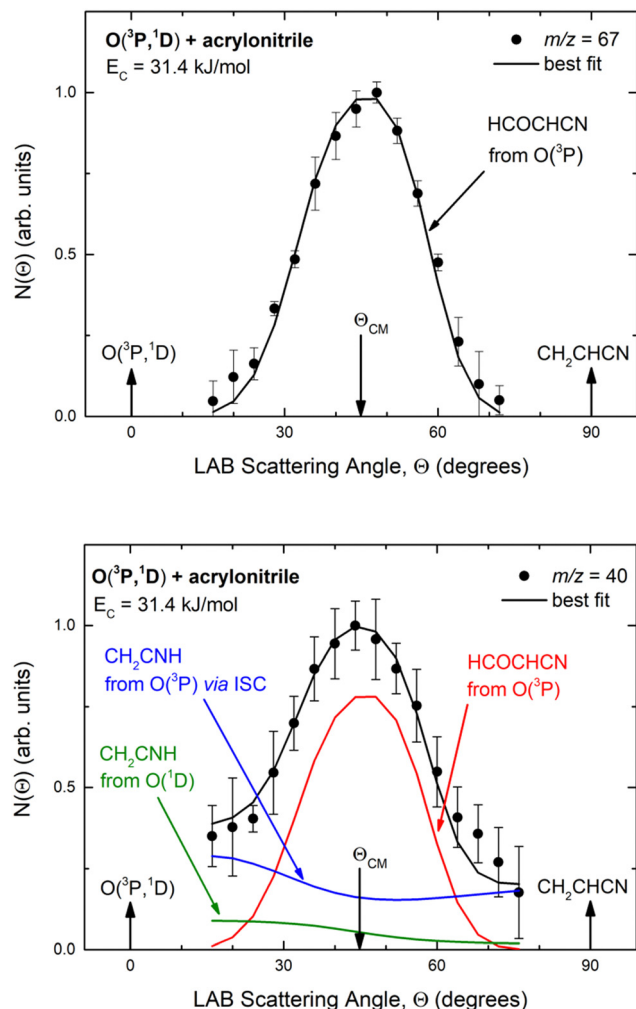 O(³P,¹D) + acrylonitrile
E_C = 31.4 kJ/mol
m/z = 67
best fit
HCOCHCN
from O(³P)
Θ_CM
O(³P,¹D)
CH₂CHCN
N(Θ) (arb. units)
1.0
0.5
0.0
0 30 60 90
LAB Scattering Angle, Θ (degrees)
O(³P,¹D) + acrylonitrile
E_C = 31.4 kJ/mol
m/z = 40
best fit
CH₂CNH
from O(³P) via ISC
HCOCHCN
from O(³P)
CH₂CNH
from O(¹D)
Θ_CM
O(³P,¹D)
CH₂CHCN
N(Θ) (arb. units)
1.0
0.5
0.0
0 30 60 90
LAB Scattering Angle, Θ (degrees)